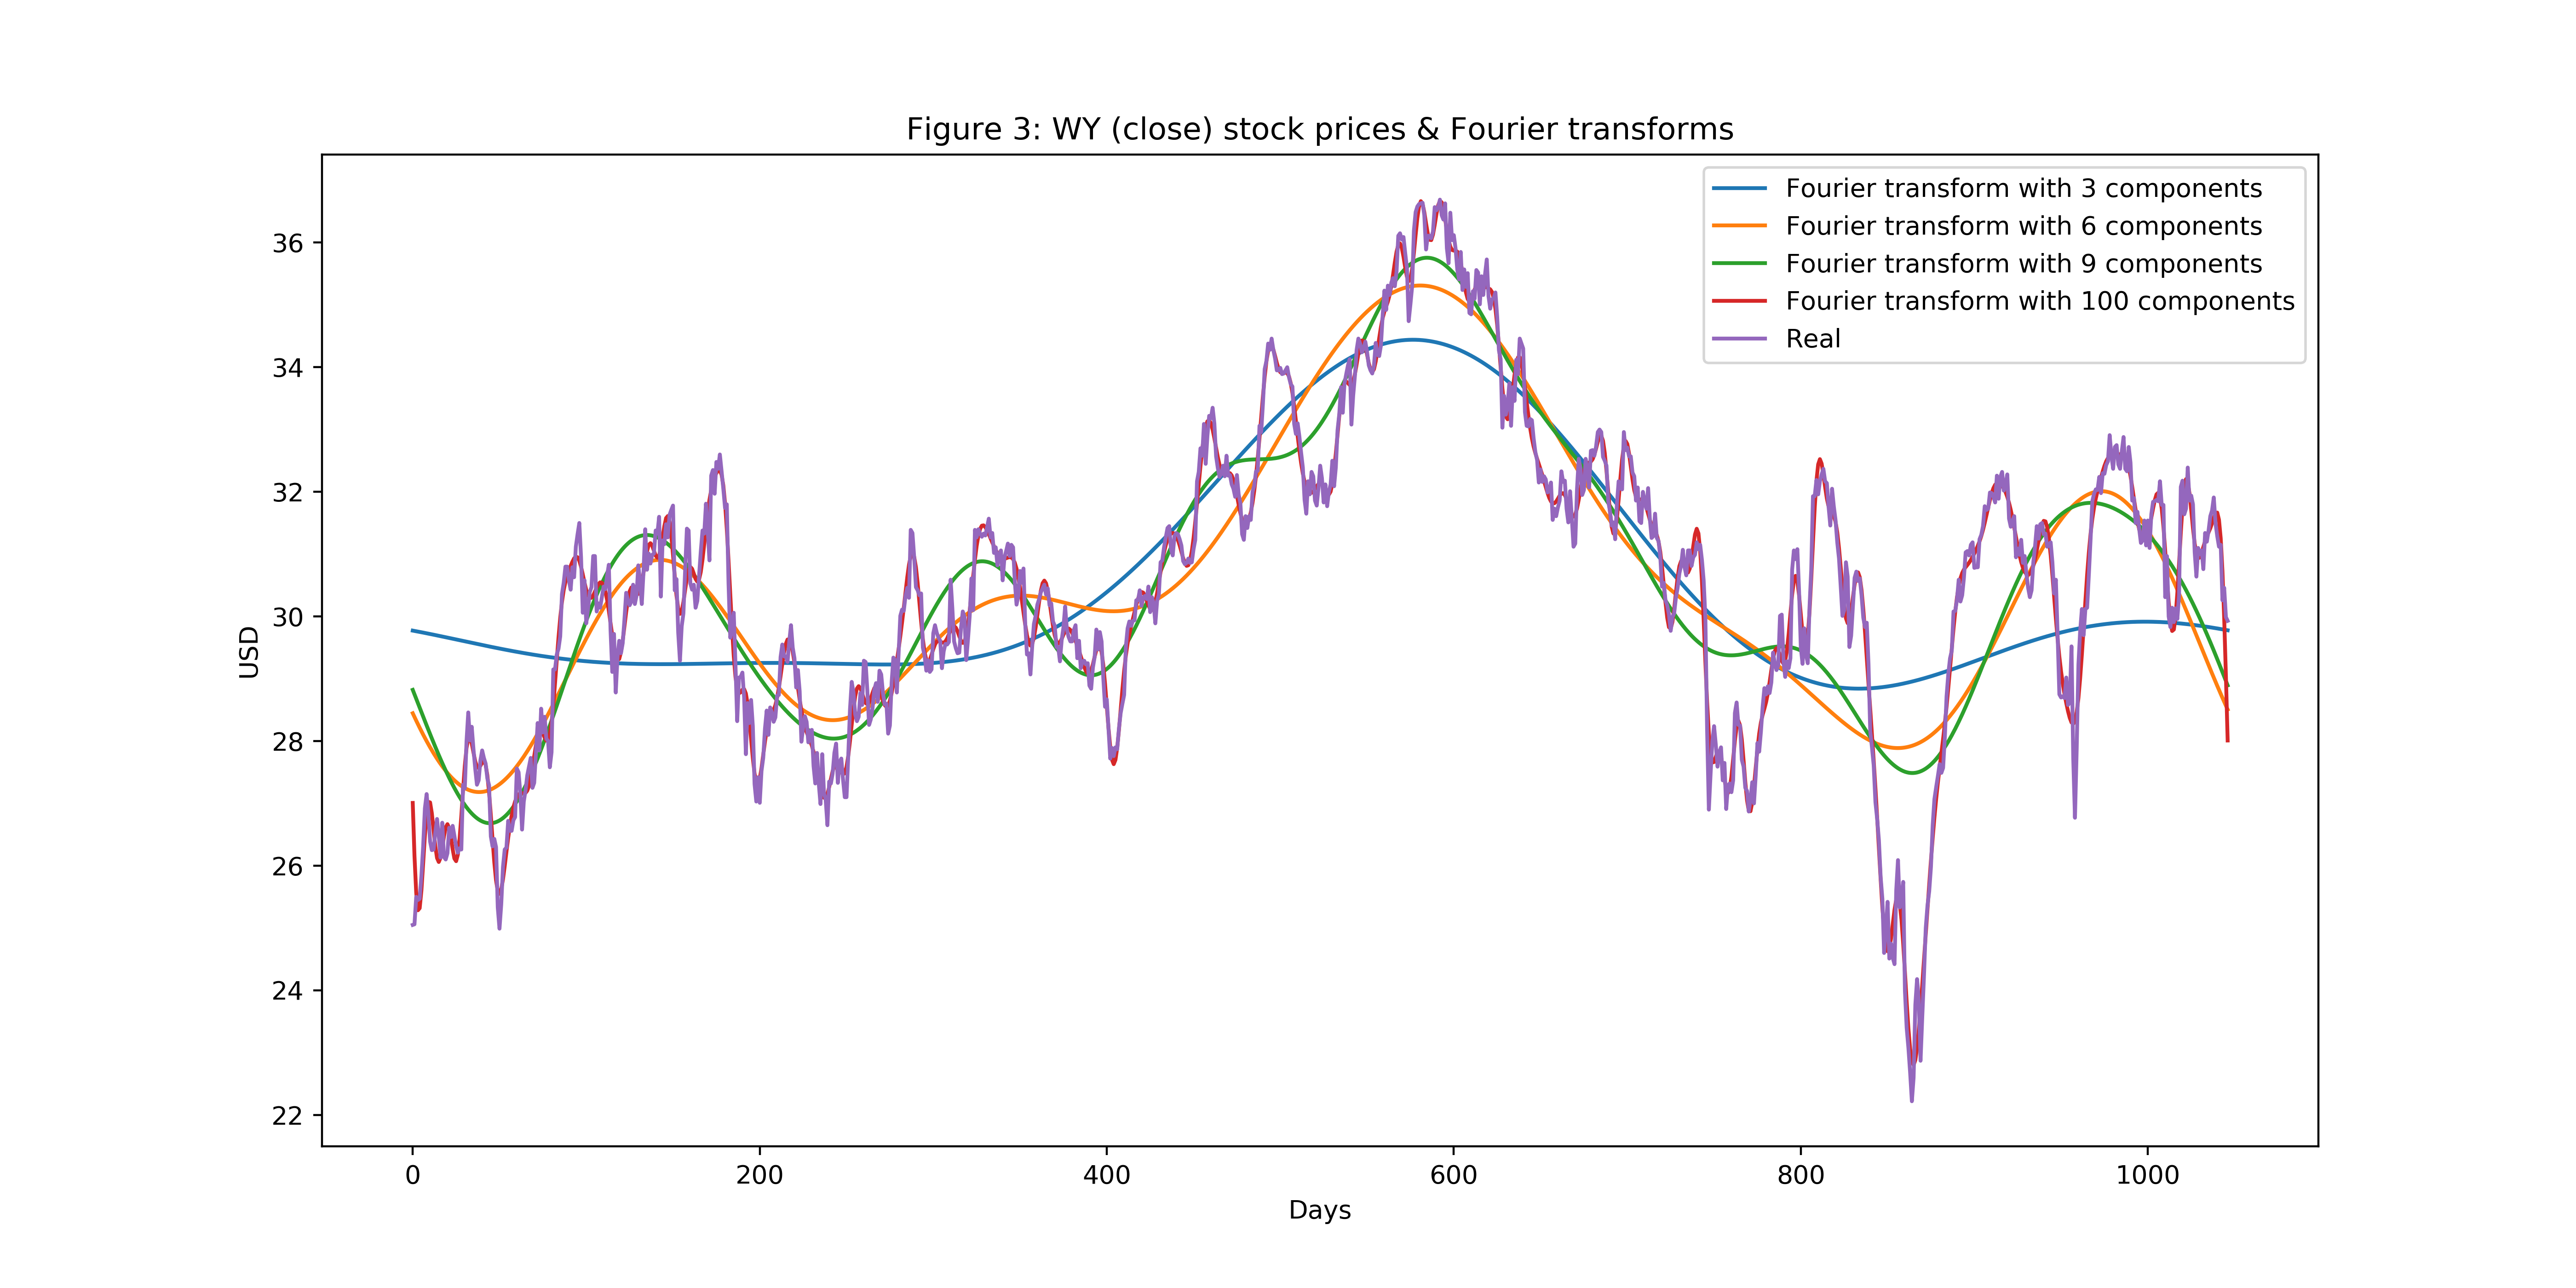 Figure 3: WY (close) stock prices & Fourier transforms
Fourier transform with 3 components
Fourier transform with 6 components
Fourier transform with 9 components
Fourier transform with 100 components
Real
36
34
32
30
28
26
24
22
USD
0 200 400 600 800 1000
Days